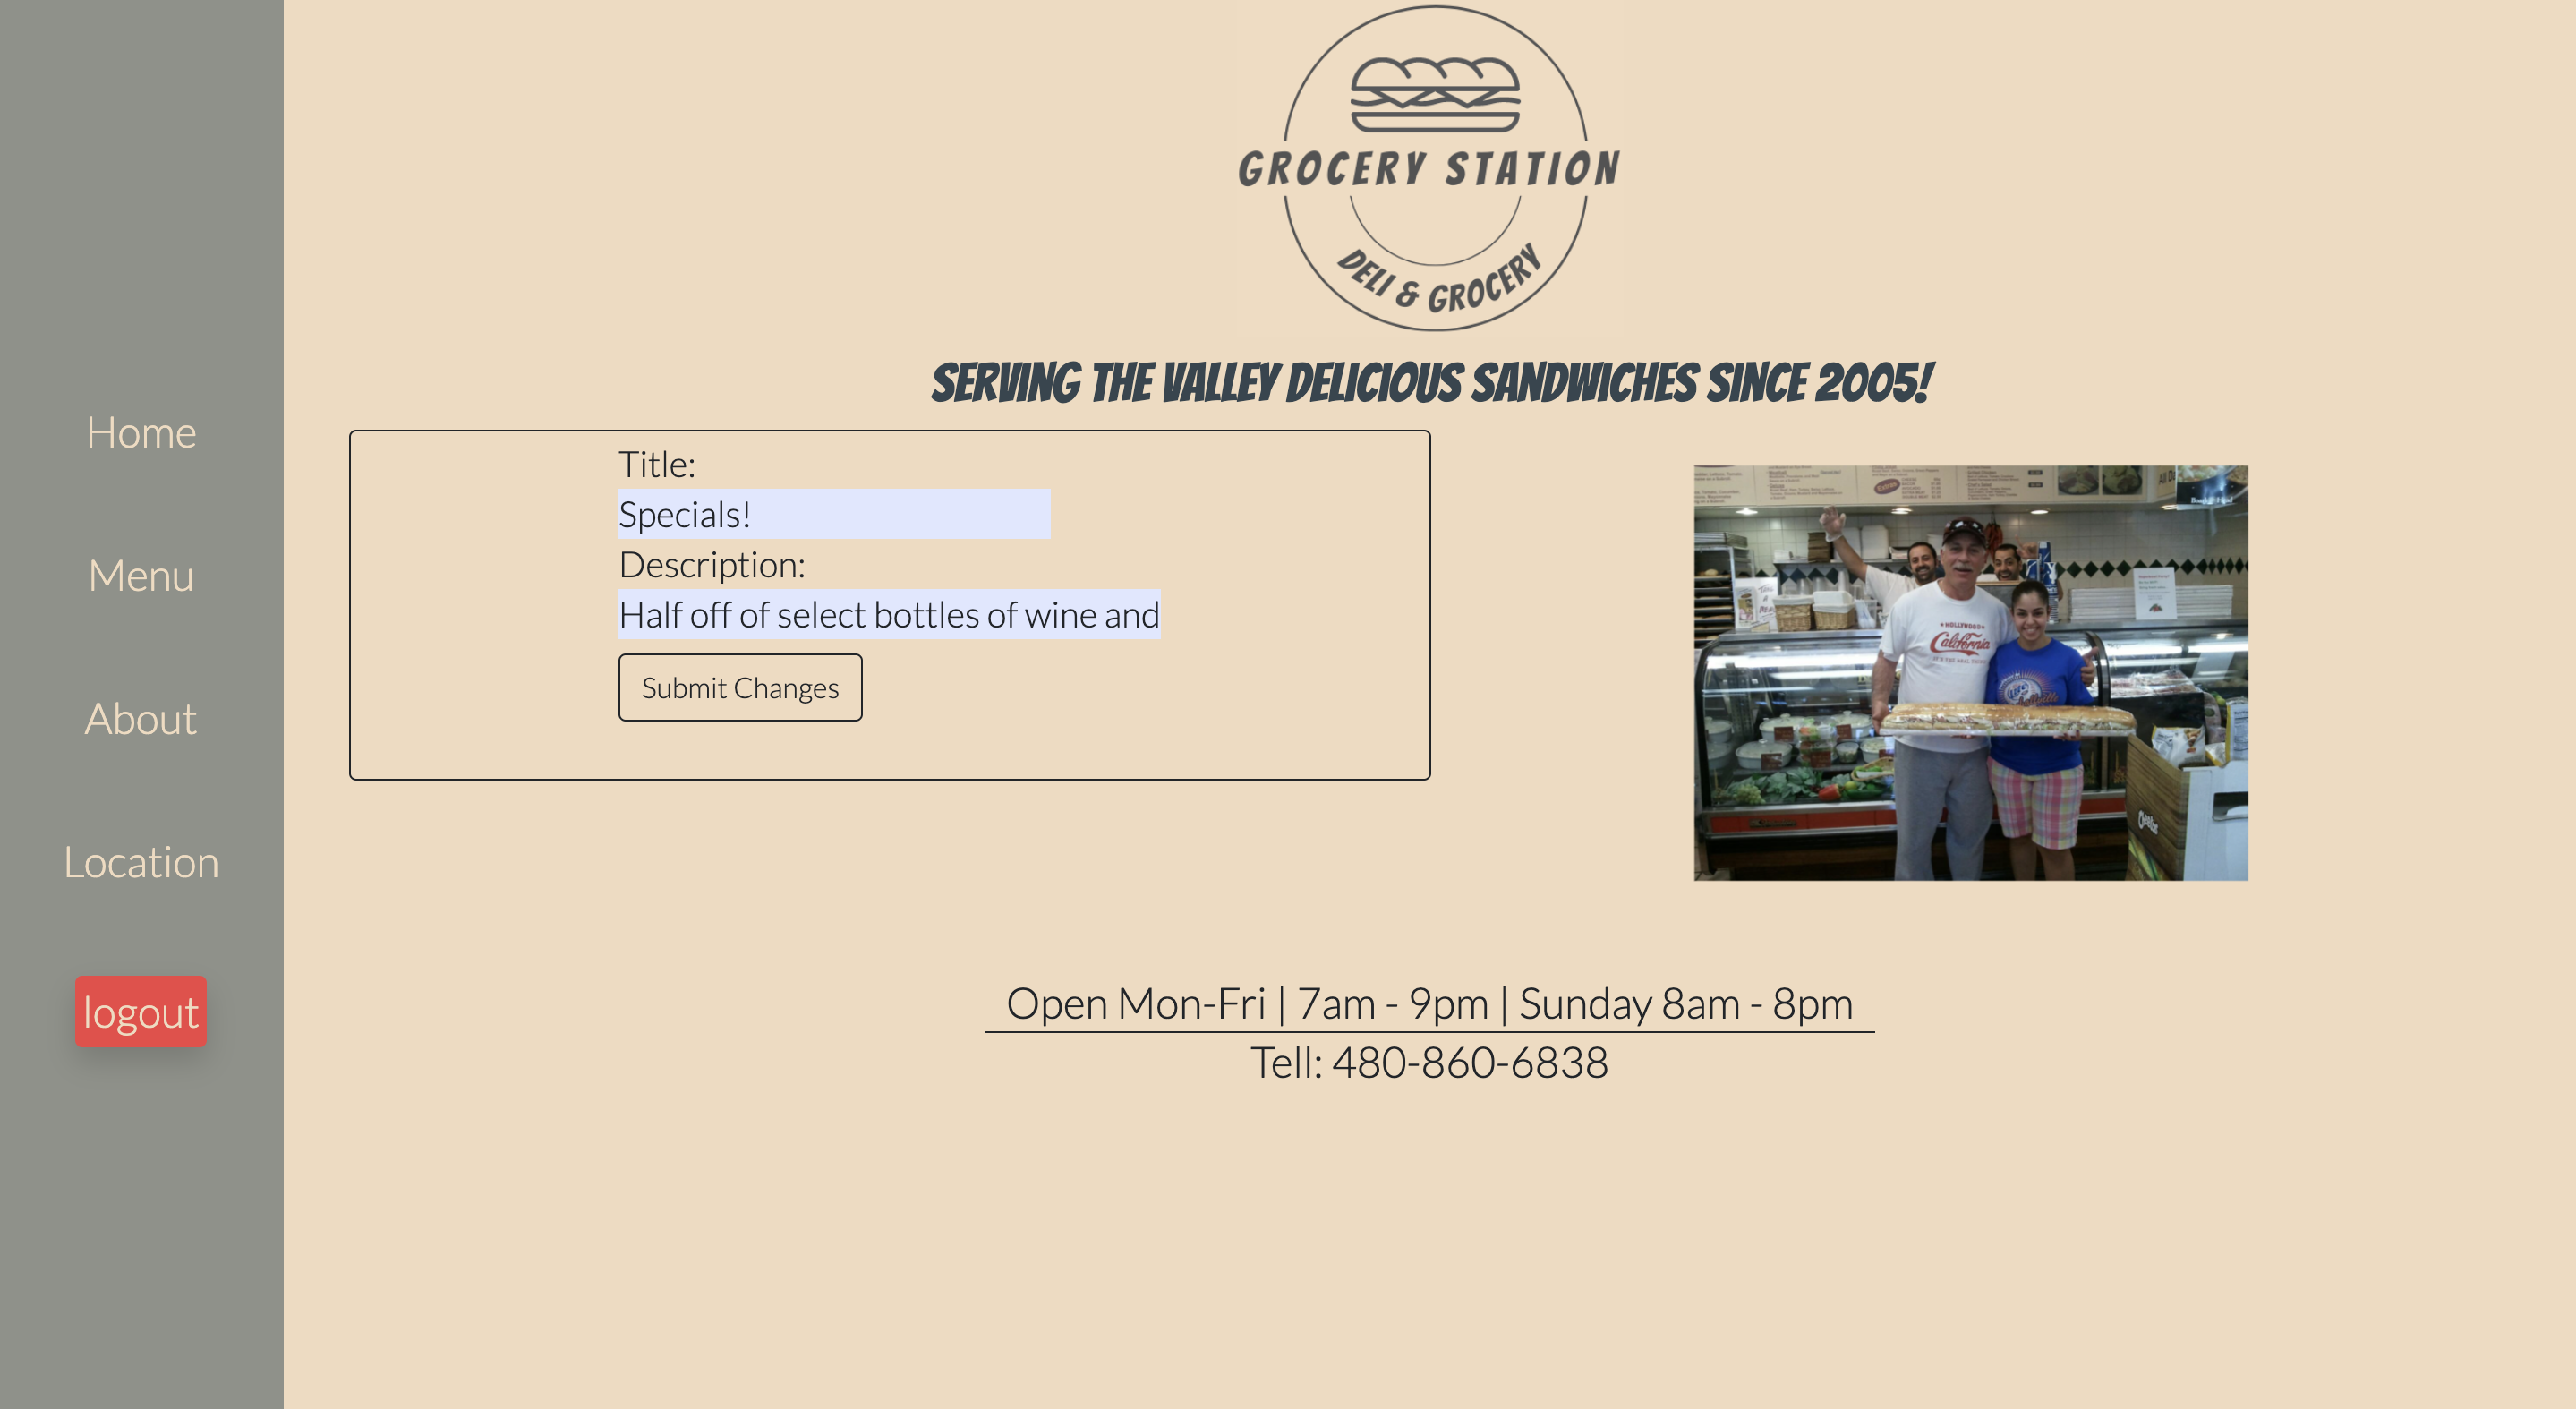 GROCERY STATION
DELI & GROCERY
SERVING THE VALLEY DELICIOUS SANDWICHES SINCE 2005!
Home
Menu
About
Location
logout
Title:
Specials!
Description:
Half off of select bottles of wine and
Submit Changes
Extras
HOLLYWOOD
California
Open Mon-Fri | 7am - 9pm | Sunday 8am - 8pm
Tell: 480-860-6838